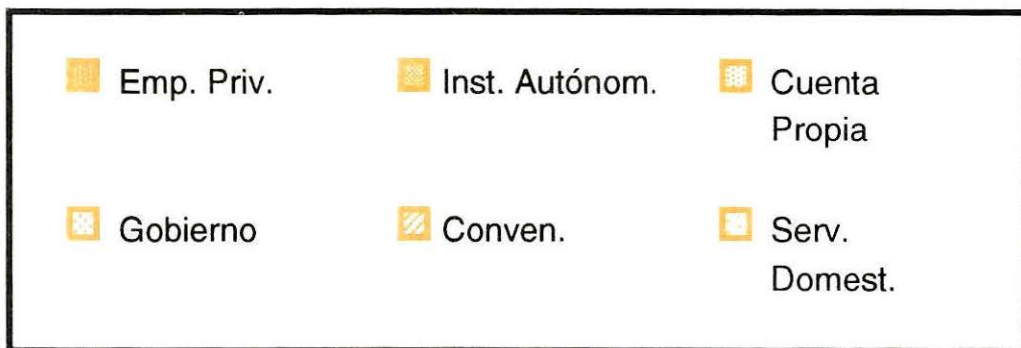 Emp. Priv.
Inst. Autónom.
Cuenta
Propia
Gobierno
Conven.
Serv.
Domest.